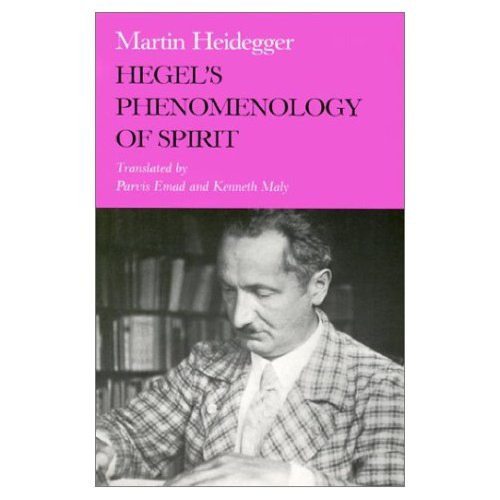 Martin Heidegger
HEGEL'S
PHENOMENOLOGY
OF SPIRIT
Translated by
Parvis Emad and Kenneth Maly